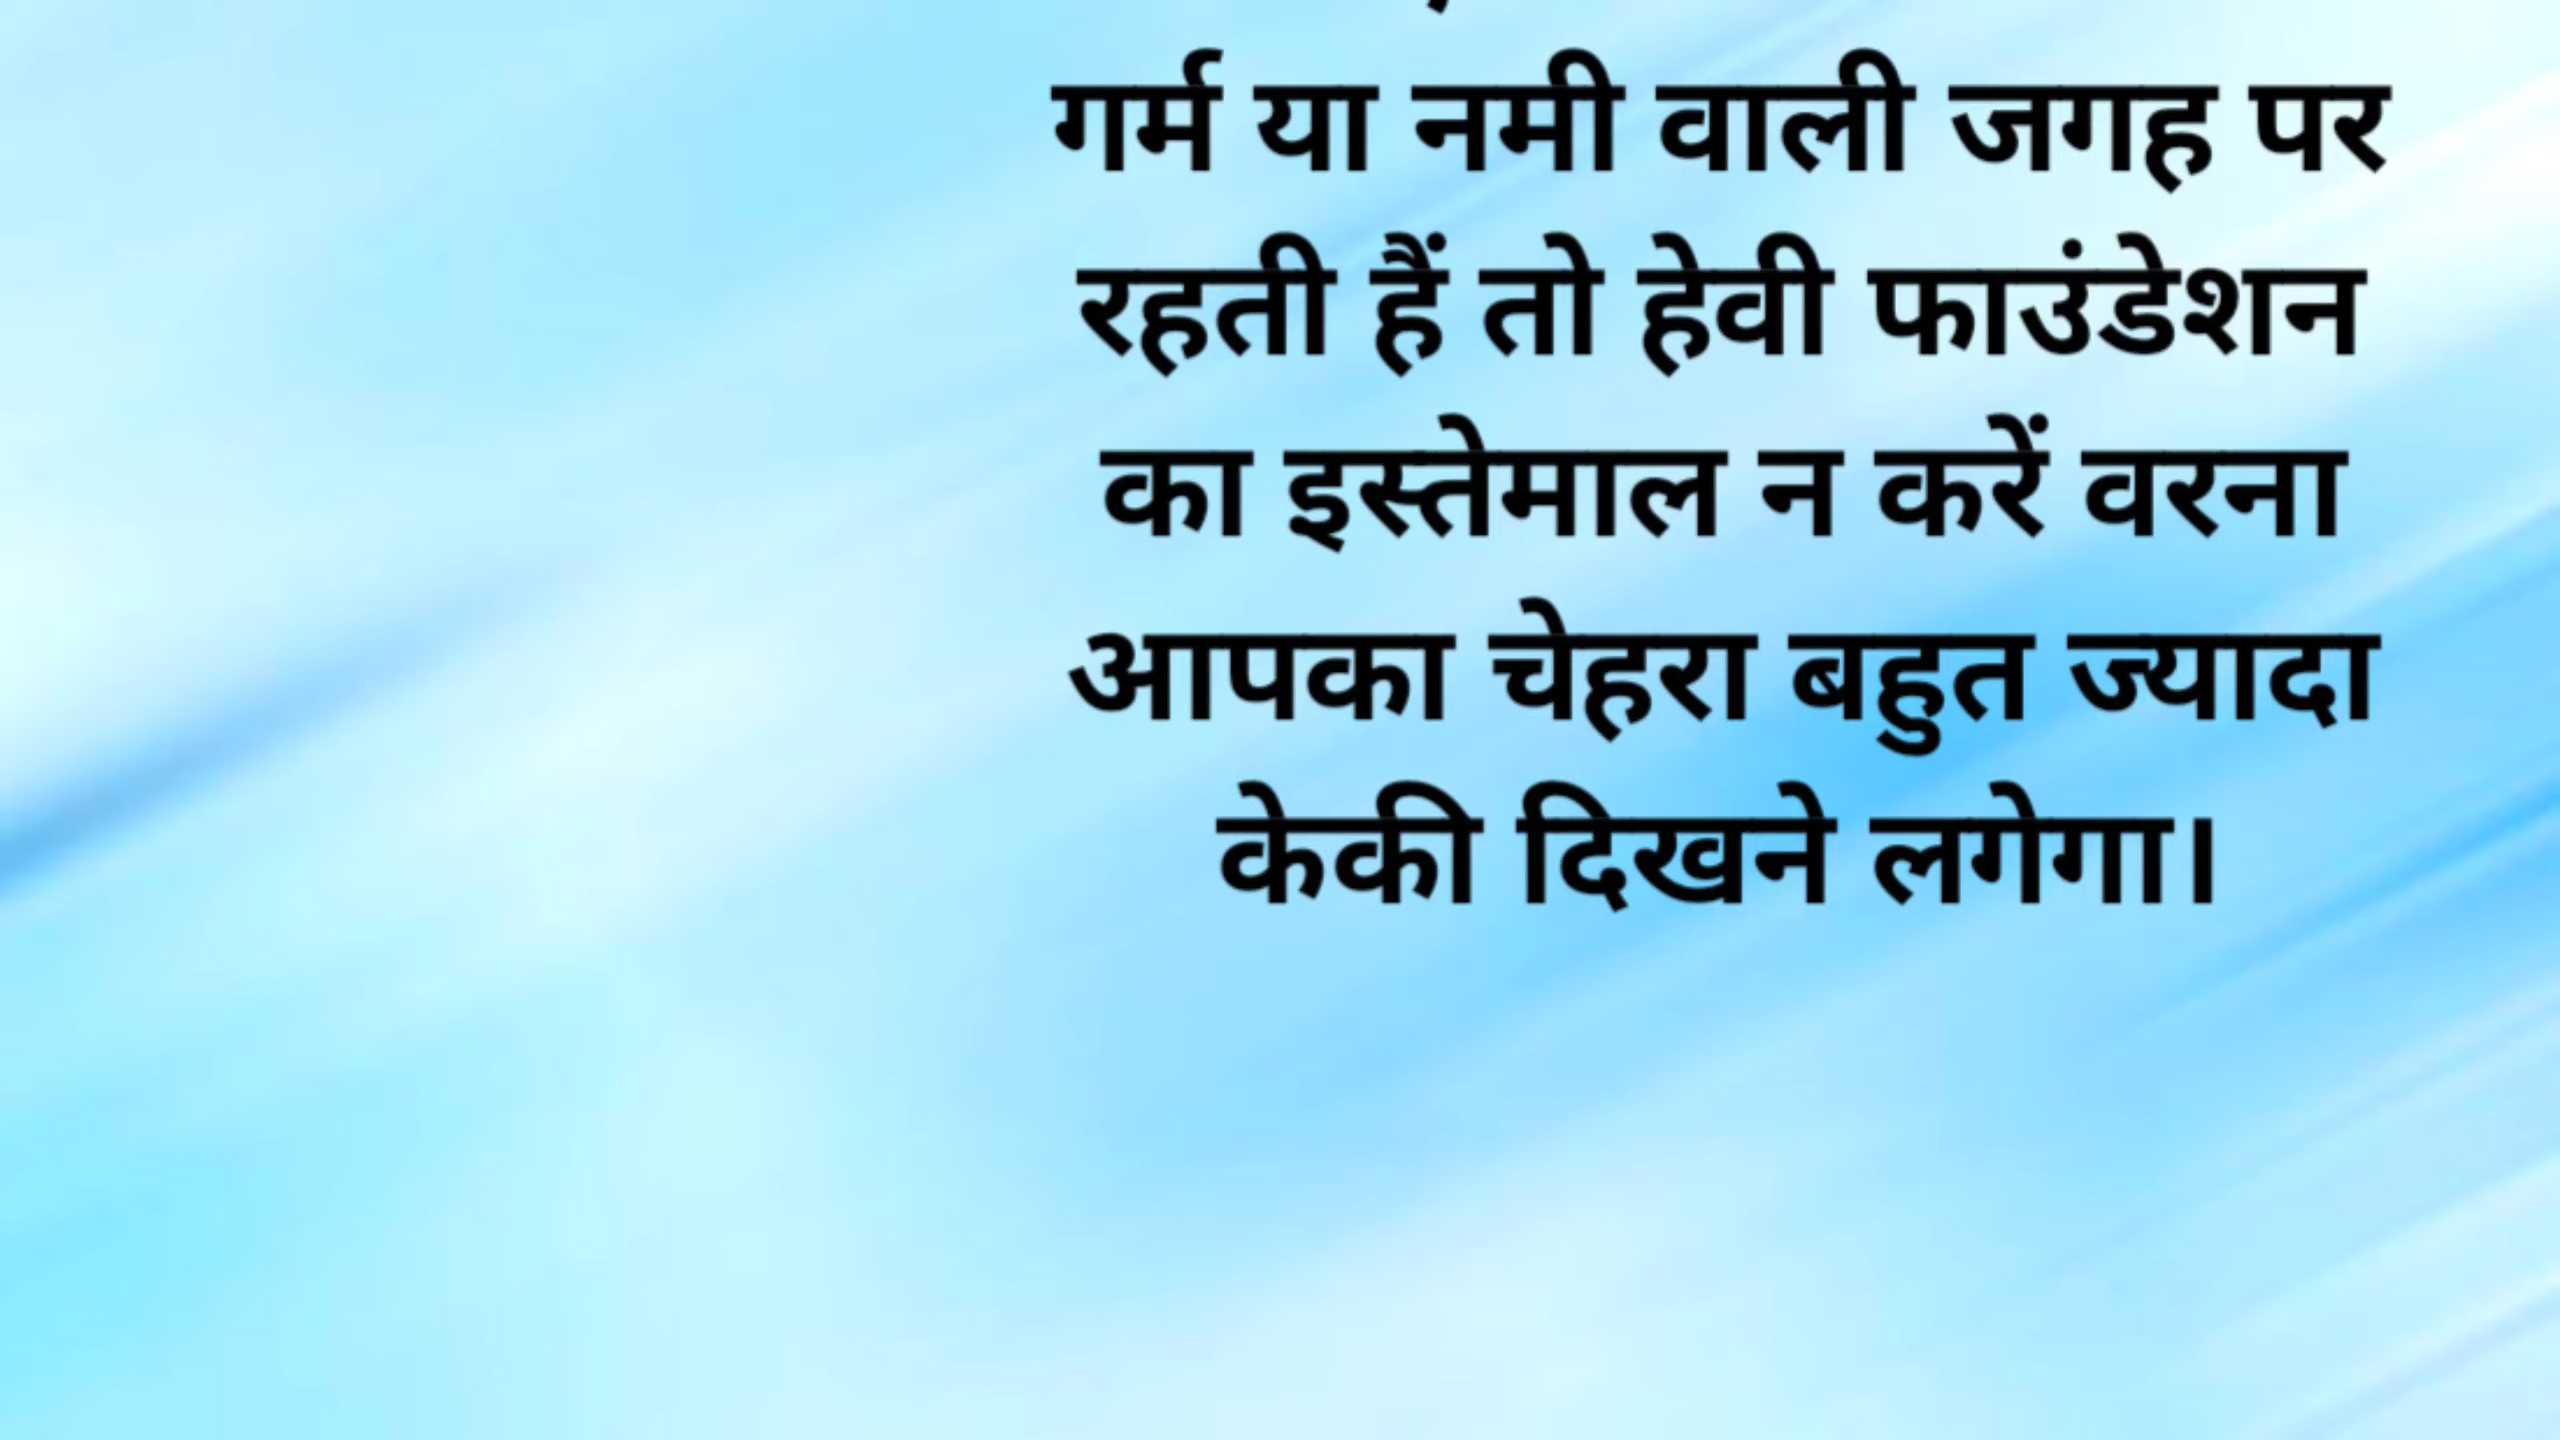 गर्म या नमी वाली जगह पर
रहती हैं तो हेवी फाउंडेशन
का इस्तेमाल न करें वरना
आपका चेहरा बहुत ज्यादा
केकी दिखने लगेगा।